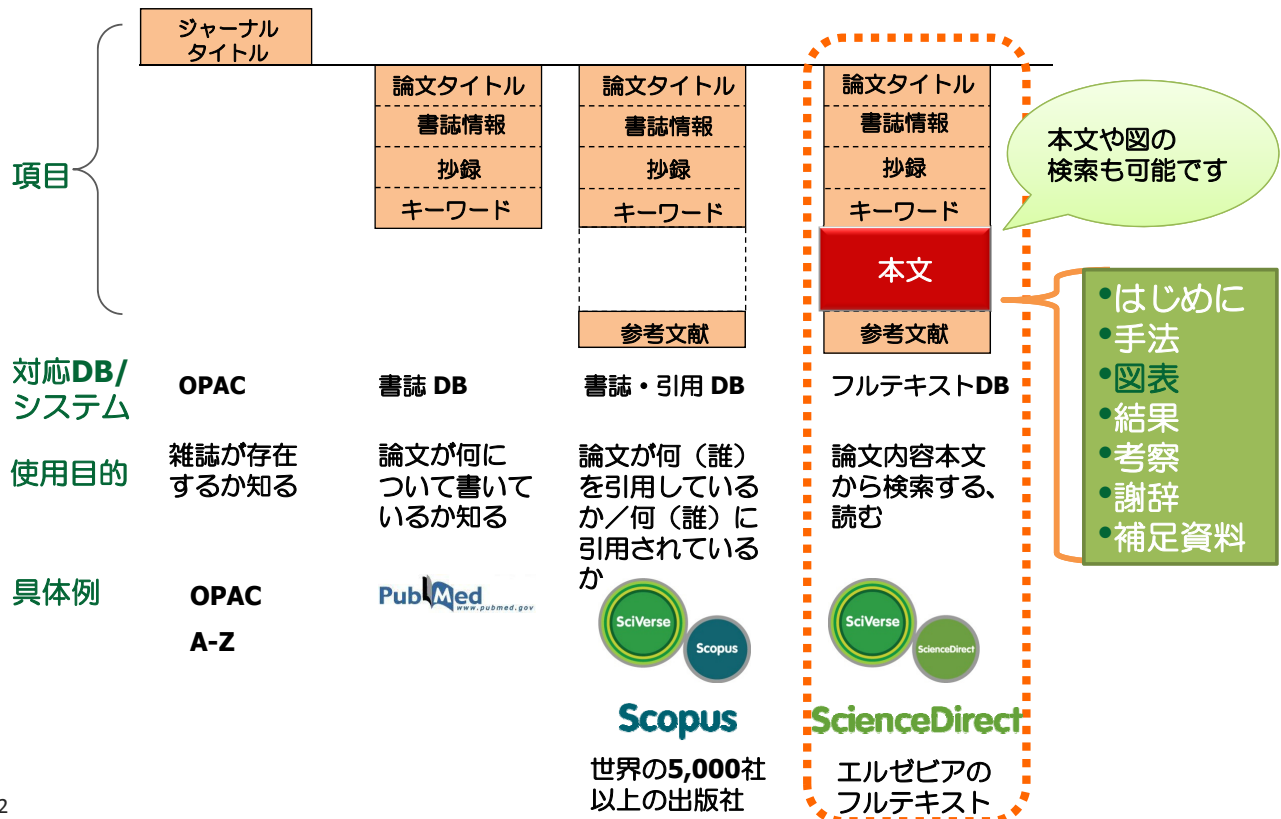 ジャーナル
タイトル
項目
論文タイトル
書誌情報
抄録
キーワード
論文タイトル
書誌情報
抄録
キーワード
参考文献
論文タイトル
書誌情報
抄録
キーワード
本文
参考文献
本文や図の
検索も可能です
•はじめに
•手法
•図表
•結果
•考察
•謝辞
•補足資料
対応DB/
システム
OPAC
書誌 DB
書誌・引用 DB
フルテキストDB
使用目的
雑誌が存在
するか知る
論文が何に
ついて書いて
いるか知る
論文が何（誰）
を引用している
か／何（誰）に
引用されている
か
論文内容本文
から検索する、
読む
具体例
OPAC
A-Z
PubMed
www.pubmed.gov
SciVerse
Scopus
Scopus
世界の5,000社
以上の出版社
SciVerse
ScienceDirect
ScienceDirect
エルゼビアの
フルテキスト
2